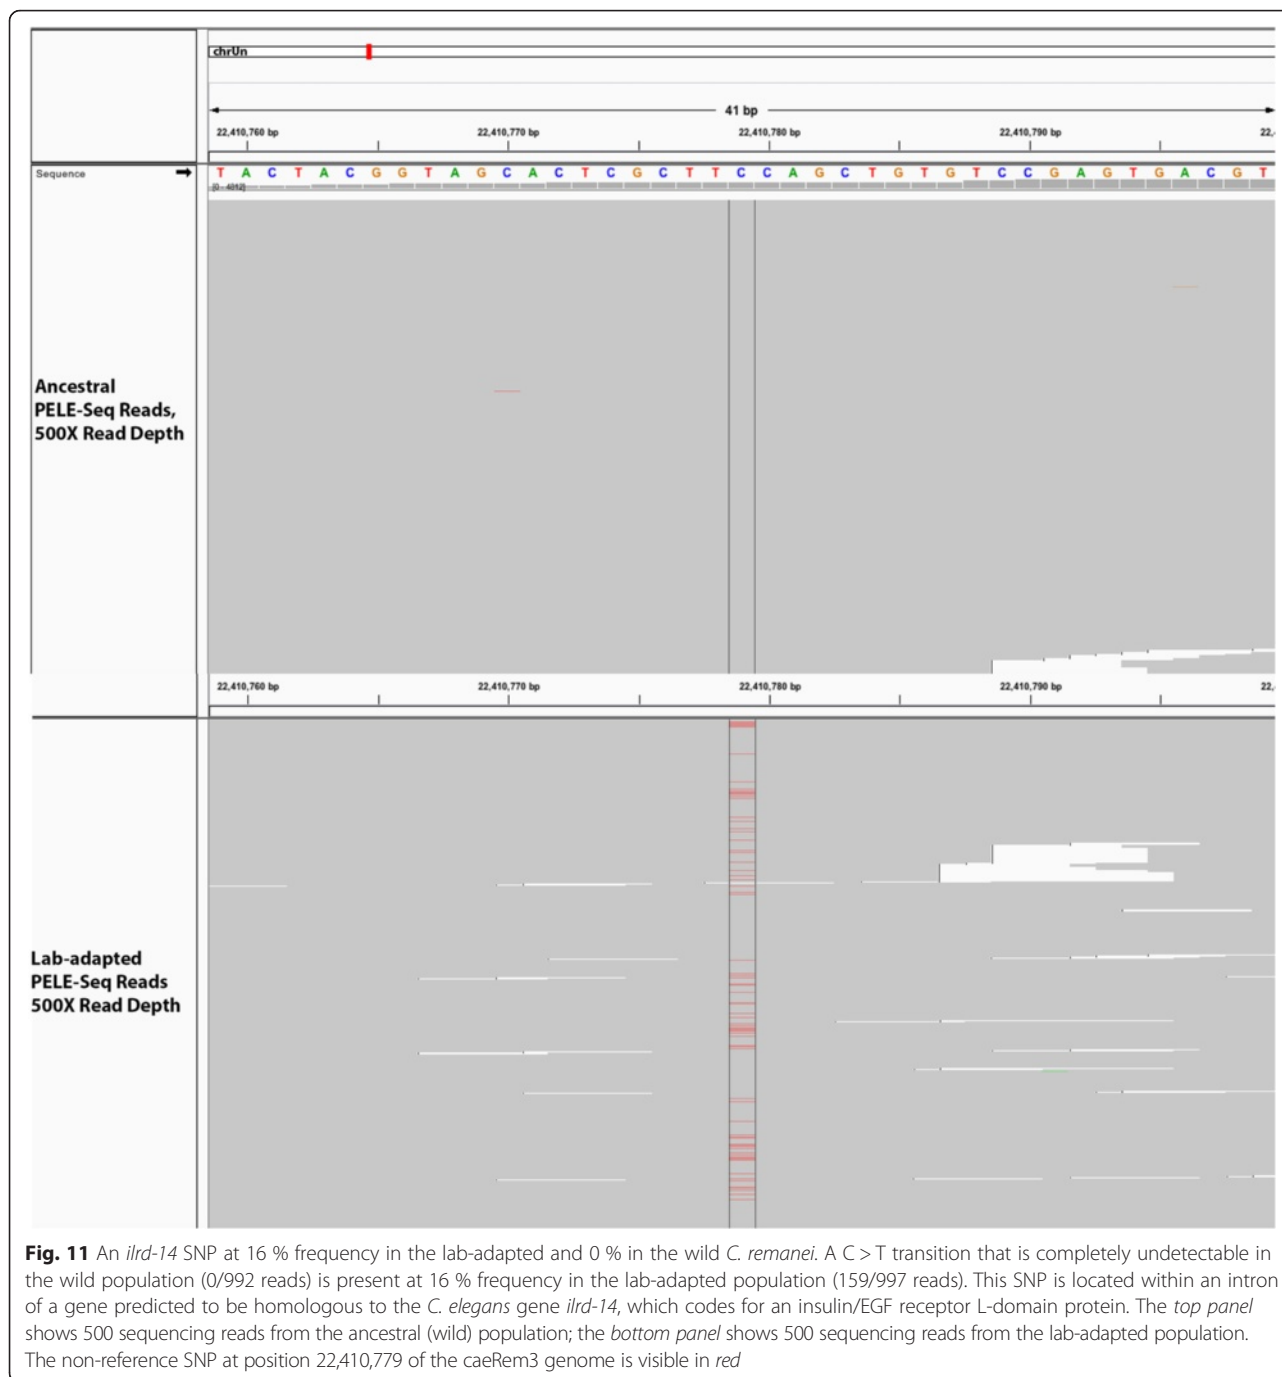 chrUn
41 bp
22,410,760 bp 22,410,770 bp 22,410,780 bp 22,410,790 bp 22,
Sequence T A C T A C G G T A G C A C T C G C T T C C A G C T G T G T C C G A G T G A C G T
[0 - 4012]
Ancestral
PELE-Seq Reads,
500X Read Depth
22,410,760 bp 22,410,770 bp 22,410,780 bp 22,410,790 bp 22,
Lab-adapted
PELE-Seq Reads
500X Read Depth
Fig. 11 An ilrd-14 SNP at 16 % frequency in the lab-adapted and 0 % in the wild C. remanei. A C > T transition that is completely undetectable in
the wild population (0/992 reads) is present at 16 % frequency in the lab-adapted population (159/997 reads). This SNP is located within an intron
of a gene predicted to be homologous to the C. elegans gene ilrd-14, which codes for an insulin/EGF receptor L-domain protein. The top panel
shows 500 sequencing reads from the ancestral (wild) population; the bottom panel shows 500 sequencing reads from the lab-adapted population.
The non-reference SNP at position 22,410,779 of the caeRem3 genome is visible in red